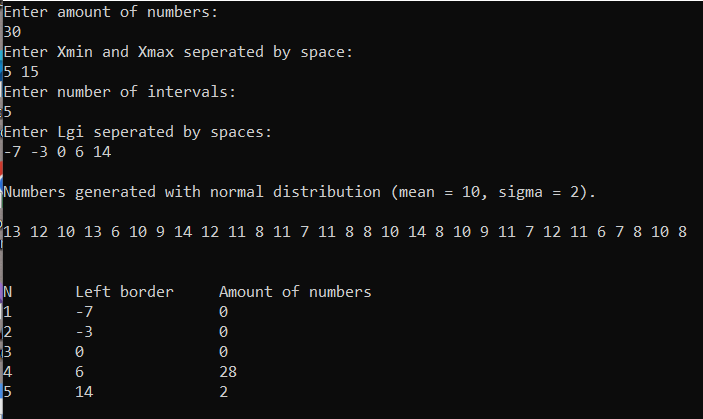 Enter amount of numbers:
30
Enter Xmin and Xmax seperated by space:
5 15
Enter number of intervals:
5
Enter Lgi seperated by spaces:
-7 -3 0 6 14
Numbers generated with normal distribution (mean = 10, sigma = 2).
13 12 10 13 6 10 9 14 12 11 8 11 7 11 8 8 10 14 8 10 9 11 7 12 11 6 7 8 10 8
N Left border Amount of numbers
1 -7 0
2 -3 0
3 0 0
4 6 28
5 14 2